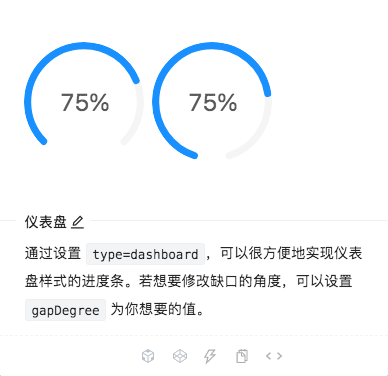 75% 75%
仪表盘
通过设置 type=dashboard，可以很方便地实现仪表
盘样式的进度条。若想要修改缺口的角度，可以设置
gapDegree 为你想要的值。